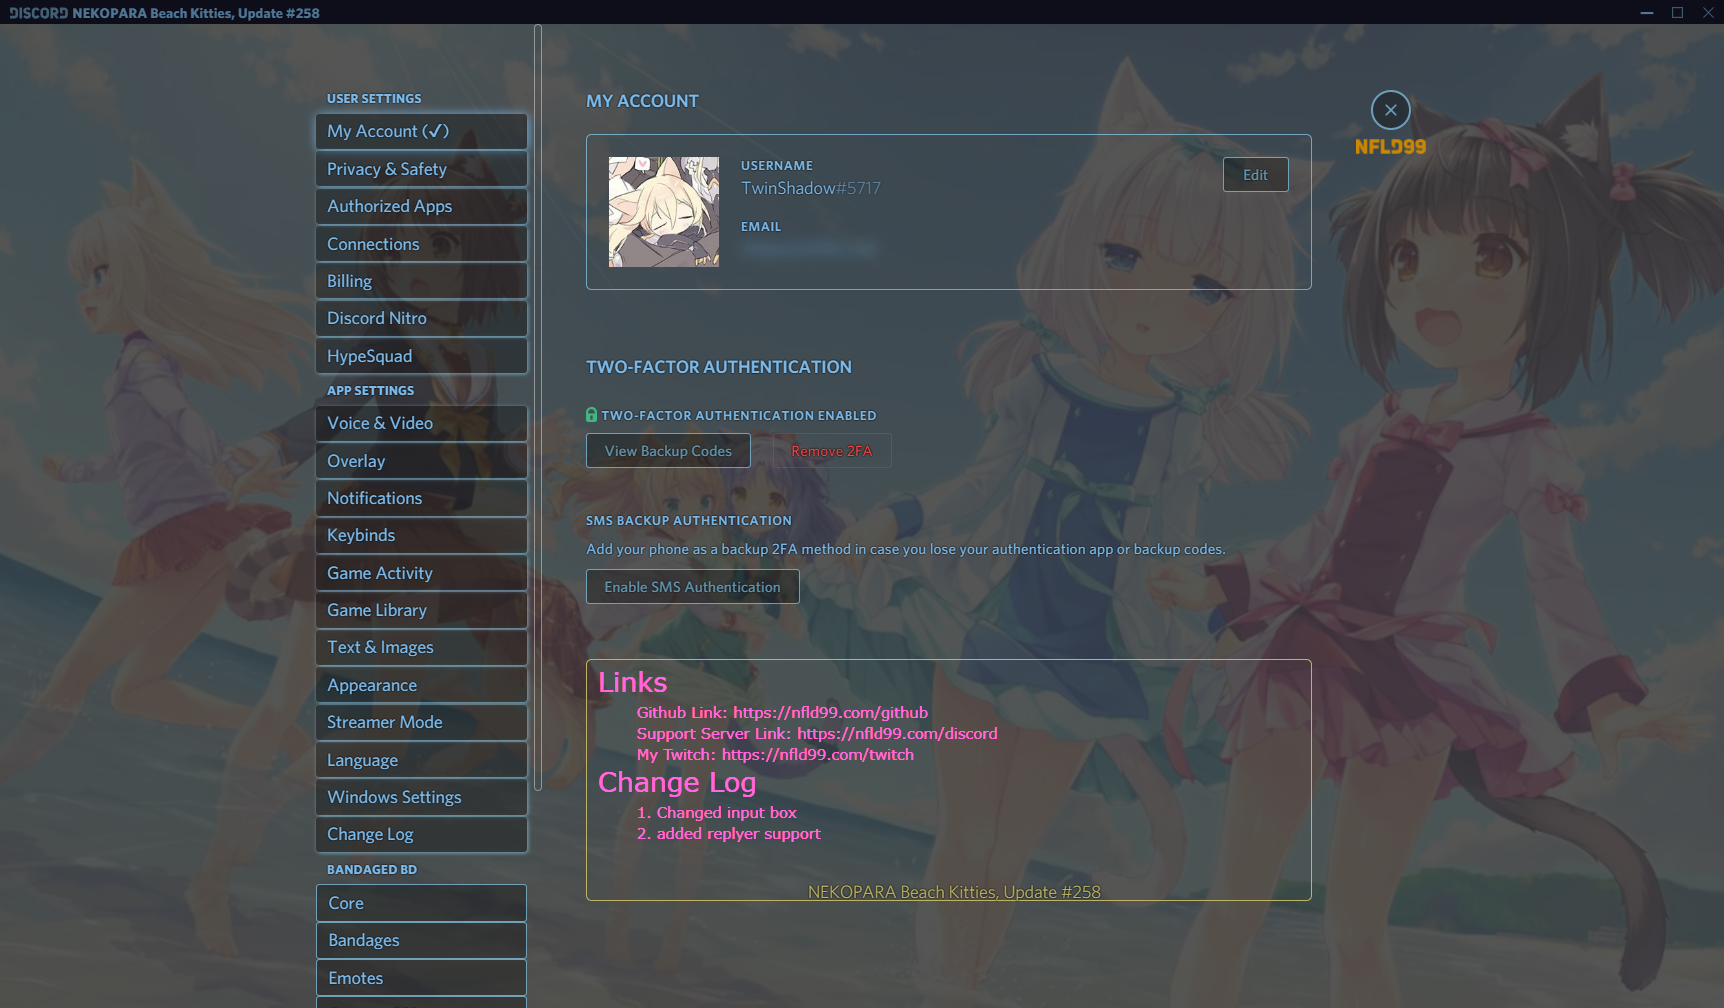 DISCORD NEKOPARA Beach Kitties, Update #258
USER SETTINGS
My Account (✓)
Privacy & Safety
Authorized Apps
Connections
Billing
Discord Nitro
HypeSquad
APP SETTINGS
Voice & Video
Overlay
Notifications
Keybinds
Game Activity
Game Library
Text & Images
Appearance
Streamer Mode
Language
Windows Settings
Change Log
BANDAGED BD
Core
Bandages
Emotes
MY ACCOUNT
USERNAME
TwinShadow#5717
Edit
EMAIL
NFLD99
TWO-FACTOR AUTHENTICATION
TWO-FACTOR AUTHENTICATION ENABLED
View Backup Codes
Remove 2FA
SMS BACKUP AUTHENTICATION
Add your phone as a backup 2FA method in case you lose your authentication app or backup codes.
Enable SMS Authentication
Links
Github Link: https://nfld99.com/github
Support Server Link: https://nfld99.com/discord
My Twitch: https://nfld99.com/twitch
Change Log
1. Changed input box
2. added replyer support
NEKOPARA Beach Kitties, Update #258